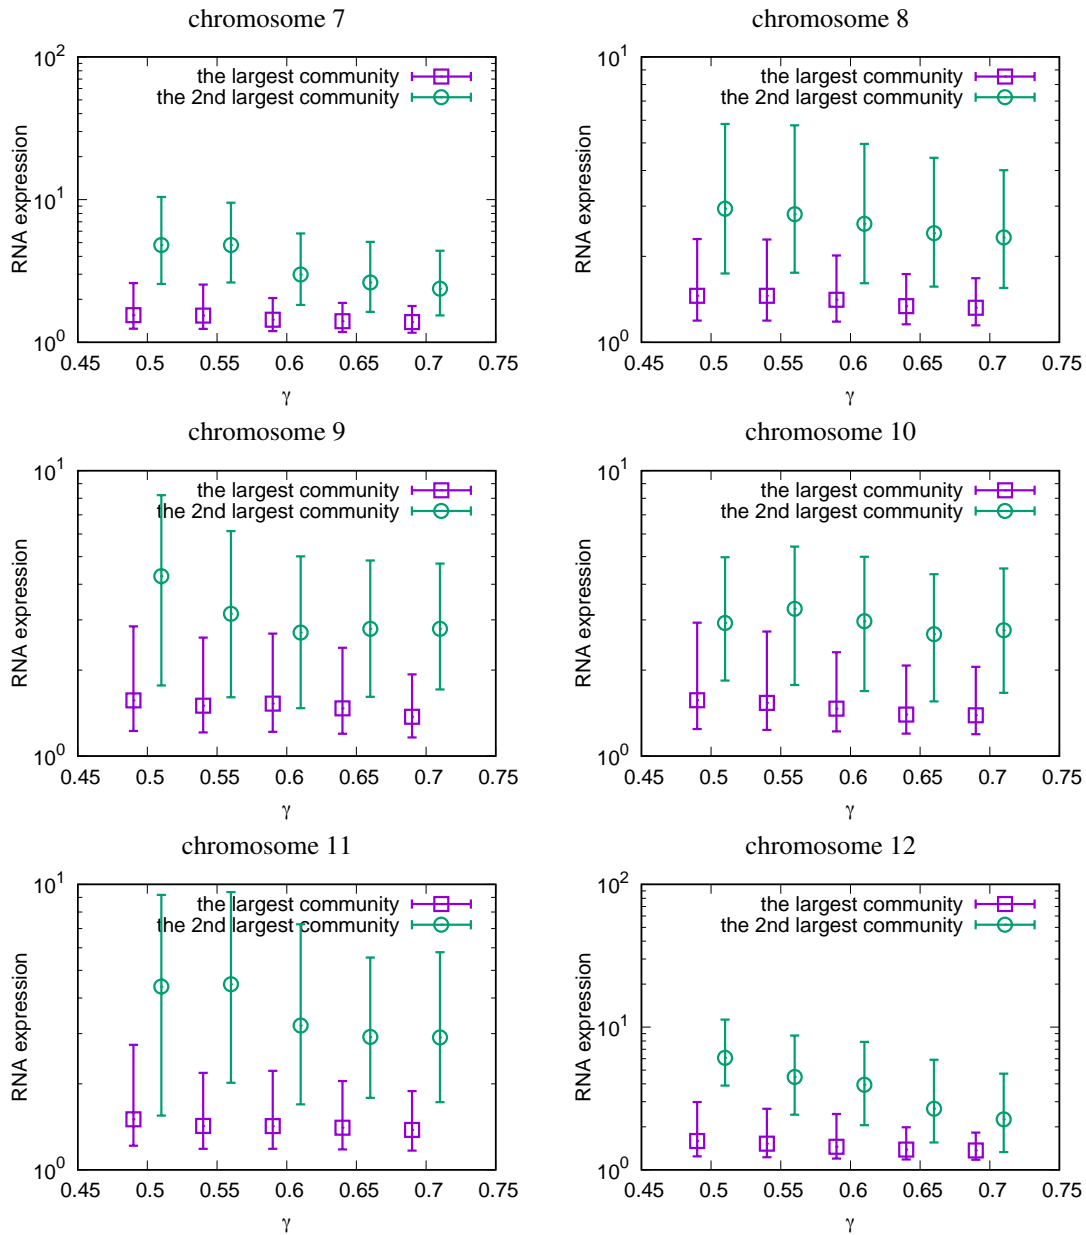 chromosome 7
10^2
10^1
10^0
RNA expression
the largest community
the 2nd largest community
0.45 0.5 0.55 0.6 0.65 0.7 0.75
γ
chromosome 8
10^1
10^0
RNA expression
the largest community
the 2nd largest community
0.45 0.5 0.55 0.6 0.65 0.7 0.75
γ
chromosome 9
10^1
10^0
RNA expression
the largest community
the 2nd largest community
0.45 0.5 0.55 0.6 0.65 0.7 0.75
γ
chromosome 10
10^1
10^0
RNA expression
the largest community
the 2nd largest community
0.45 0.5 0.55 0.6 0.65 0.7 0.75
γ
chromosome 11
10^1
10^0
RNA expression
the largest community
the 2nd largest community
0.45 0.5 0.55 0.6 0.65 0.7 0.75
γ
chromosome 12
10^2
10^1
10^0
RNA expression
the largest community
the 2nd largest community
0.45 0.5 0.55 0.6 0.65 0.7 0.75
γ